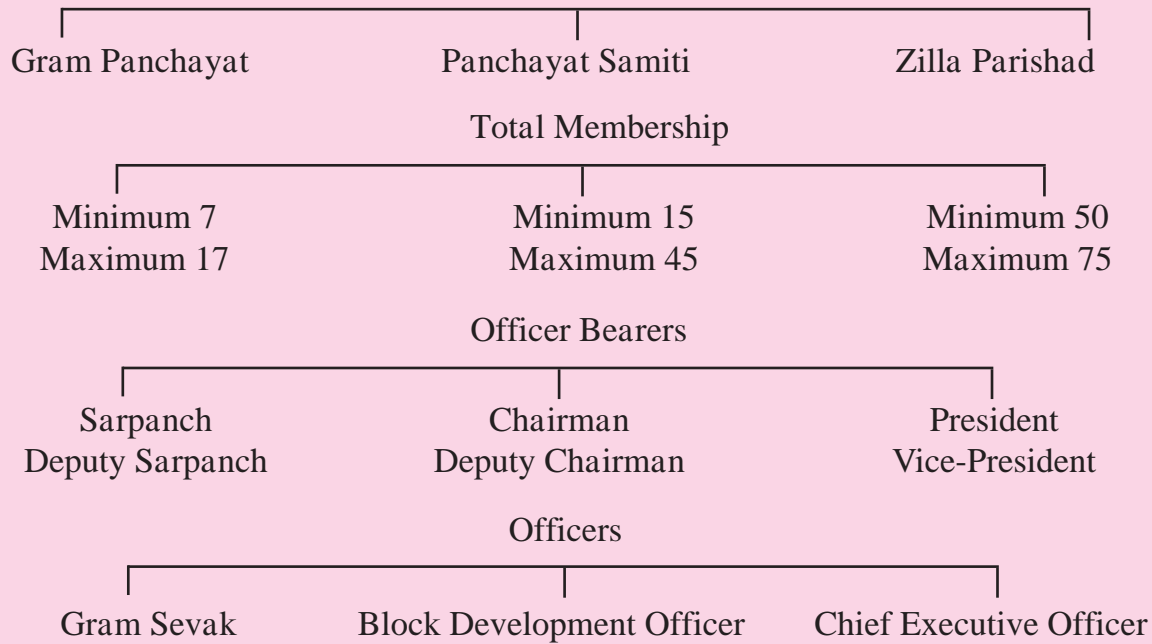 Gram Panchayat Panchayat Samiti Zilla Parishad
Total Membership
Minimum 7 Minimum 15 Minimum 50
Maximum 17 Maximum 45 Maximum 75
Officer Bearers
Sarpanch Chairman President
Deputy Sarpanch Deputy Chairman Vice-President
Officers
Gram Sevak Block Development Officer Chief Executive Officer